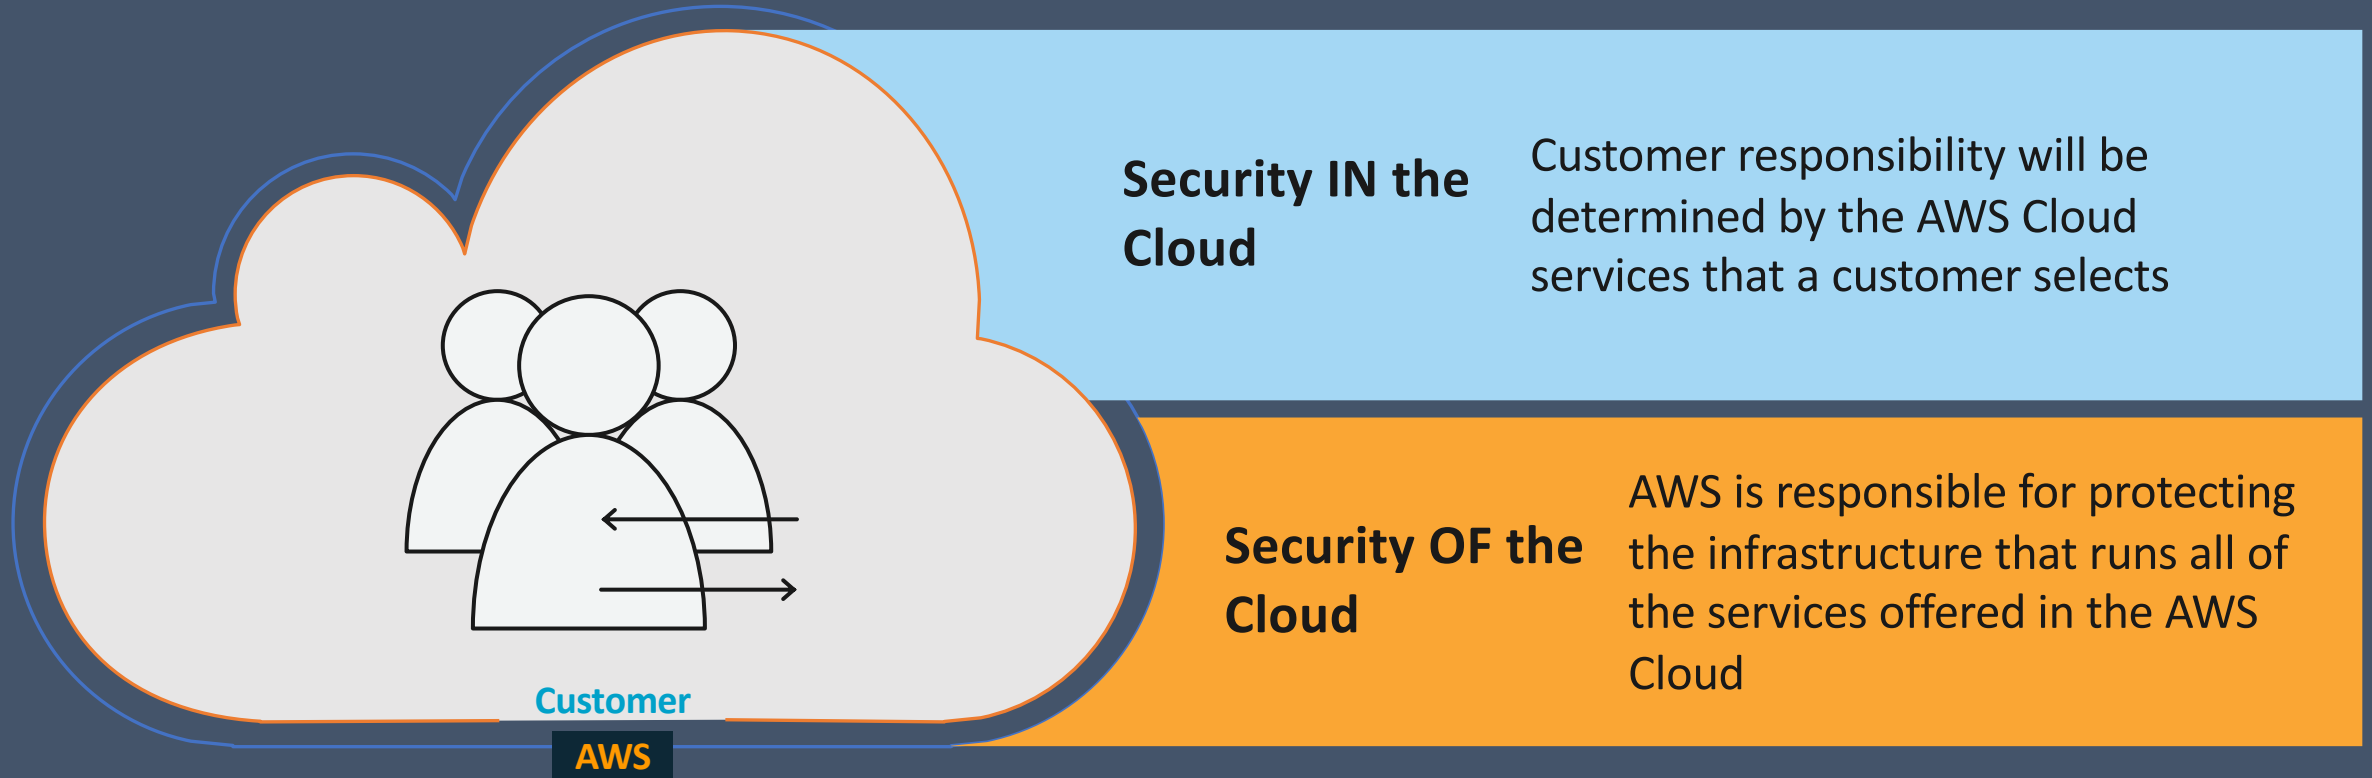 Security IN the
Cloud
Customer responsibility will be
determined by the AWS Cloud
services that a customer selects
Security OF the
Cloud
AWS is responsible for protecting
the infrastructure that runs all of
the services offered in the AWS
Cloud
Customer
AWS